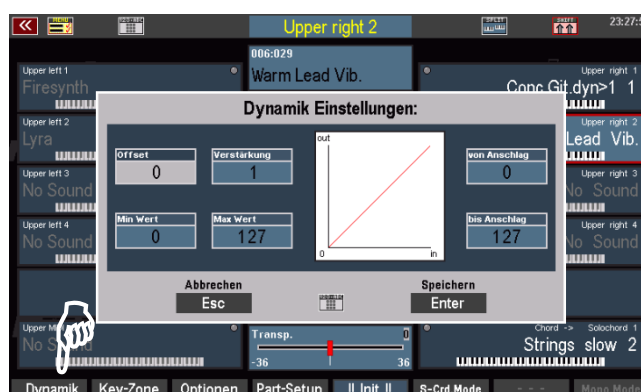 MENU
SPLIT
SHIFT
Upper right 2
23:27:5
006:029
Warm Lead Vib.
Upper left 1
Firesynth
Upper right 1
Conc.Git.dyn>1 1
Upper left 2
Lyra
Upper right 2
Lead Vib.
Upper left 3
No Sound
Upper right 3
No Sound
Upper left 4
No Sound
Upper right 4
No Sound
Dynamik Einstellungen:
Offset
0
Verstärkung
1
out
0
in
von Anschlag
0
Min Wert
0
Max Wert
127
bis Anschlag
127
Abbrechen
Esc
Speichern
Enter
No S
Transp. 0
-36 36
Chord -> Solochord 1
Strings slow 2
Dynamik Key-Zone Optionen Part-Setup || Init || S-Crd Mode - - - Mono Mode